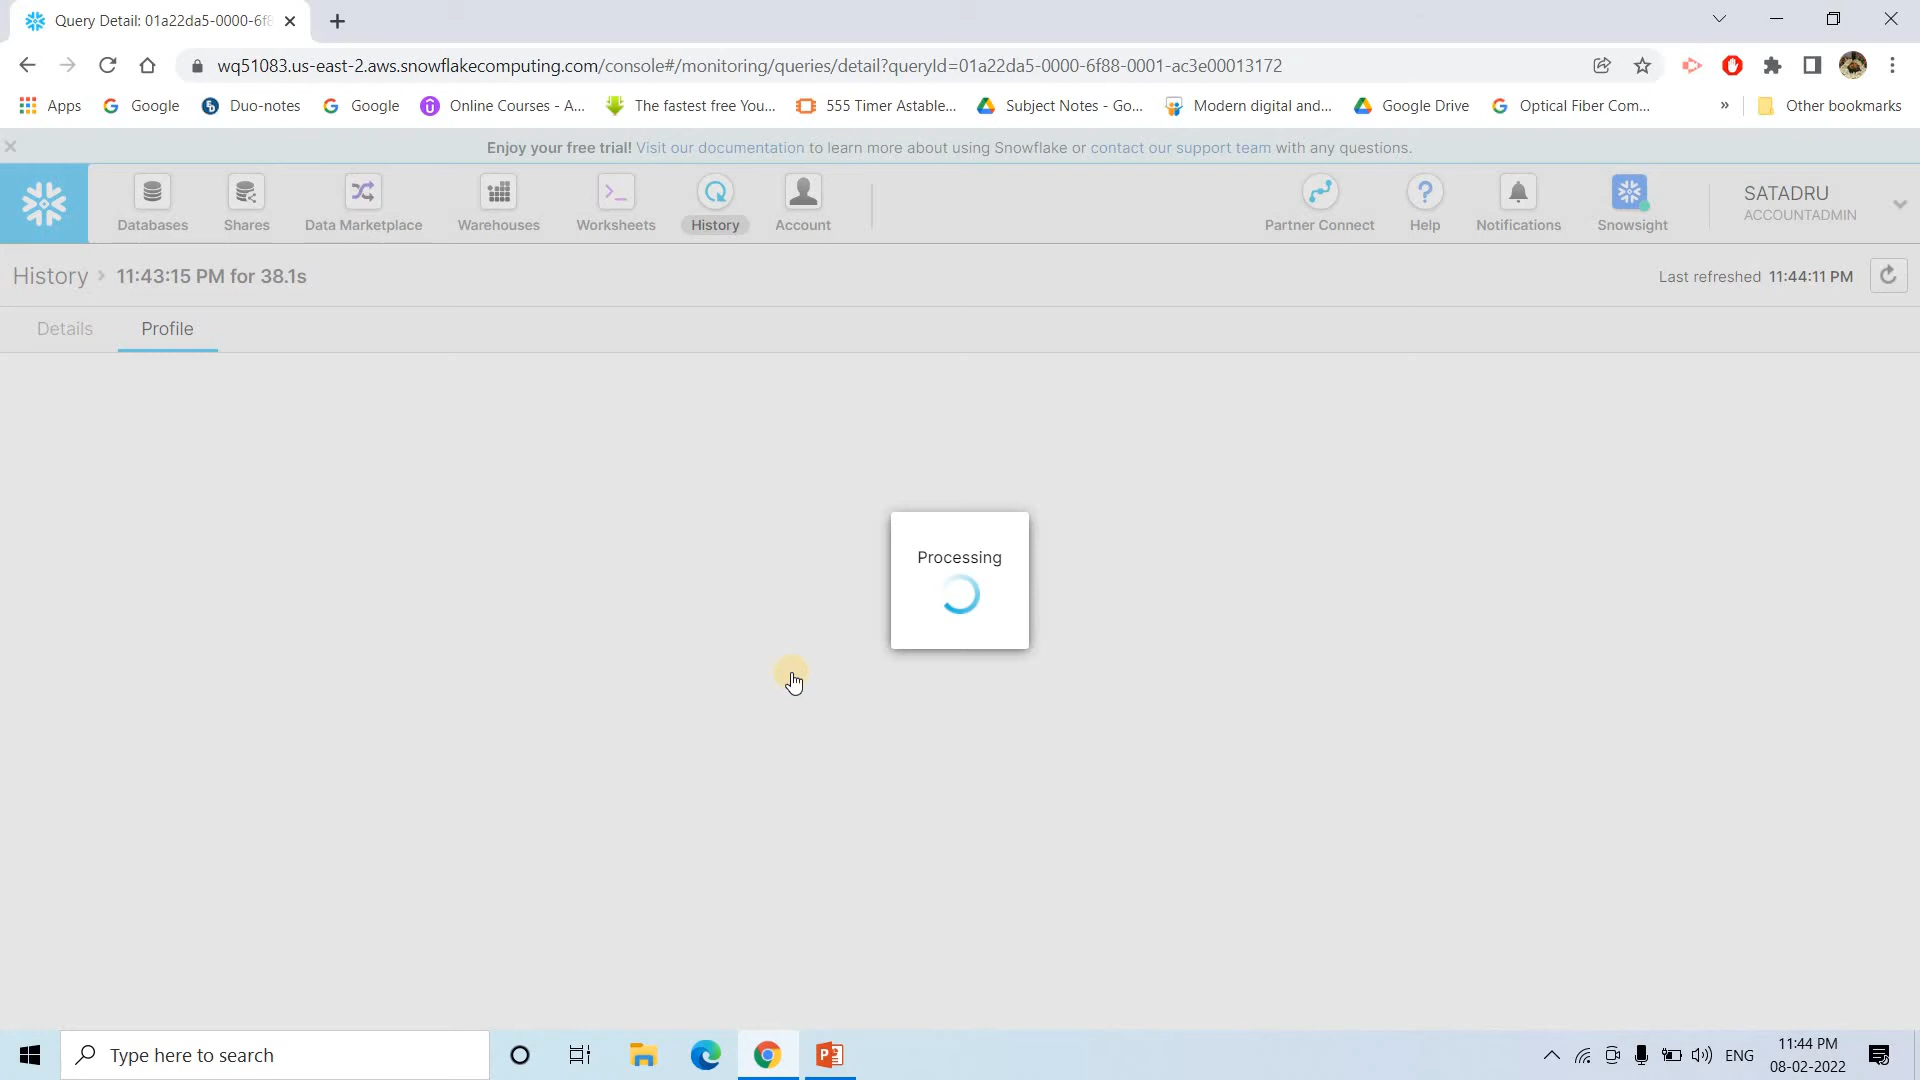 Query Detail: 01a22da5-0000-6f8
wq51083.us-east-2.aws.snowflakecomputing.com/console#/monitoring/queries/detail?queryId=01a22da5-0000-6f88-0001-ac3e00013172
Apps Google Duo-notes Google Online Courses - A... The fastest free You... 555 Timer Astable... Subject Notes - Go... Modern digital and... Google Drive Optical Fiber Com... » Other bookmarks
Enjoy your free trial! Visit our documentation to learn more about using Snowflake or contact our support team with any questions.
Databases Shares Data Marketplace Warehouses Worksheets History Account Partner Connect Help Notifications Snowsight
SATADRU
ACCOUNTADMIN
History > 11:43:15 PM for 38.1s Last refreshed 11:44:11 PM
Details Profile
Processing
Type here to search ENG
11:44 PM
08-02-2022